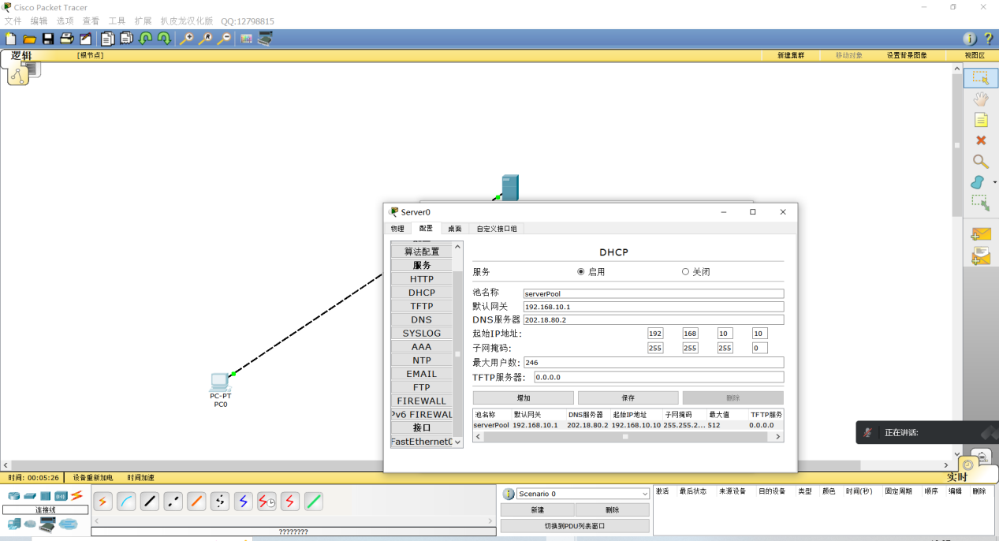 Cisco Packet Tracer
文件 编辑 选项 查看 工具 扩展 扒皮龙汉化版 QQ:12798815
逻辑 [根节点] 新建集群 移动对象 设置背景图像 视图区
Server0
物理 配置 桌面 自定义接口组
算法配置
服务
HTTP
DHCP
TFTP
DNS
SYSLOG
AAA
NTP
EMAIL
FTP
FIREWALL
Pv6 FIREWAL
接口
FastEthernet0
DHCP
服务 启用 关闭
池名称 serverPool
默认网关 192.168.10.1
DNS服务器 202.18.80.2
起始IP地址: 192 168 10 10
子网掩码: 255 255 255 0
最大用户数: 246
TFTP服务器: 0.0.0.0
增加 保存 删除
池名称 默认网关 DNS服务器 起始IP地址 子网掩码 最大值 TFTP服务
serverPool 192.168.10.1 202.18.80.2 192.168.10.10 255.255.2... 512 0.0.0.0
PC-PT
PC0
正在讲话:
时间: 00:05:26 设备重新加电 时间加速 实时
连接线
????????
Scenario 0
新建 删除
切换到PDU列表窗口
激活 最后状态 来源设备 目的设备 类型 颜色 时间(秒) 固定周期 顺序 编辑 删除